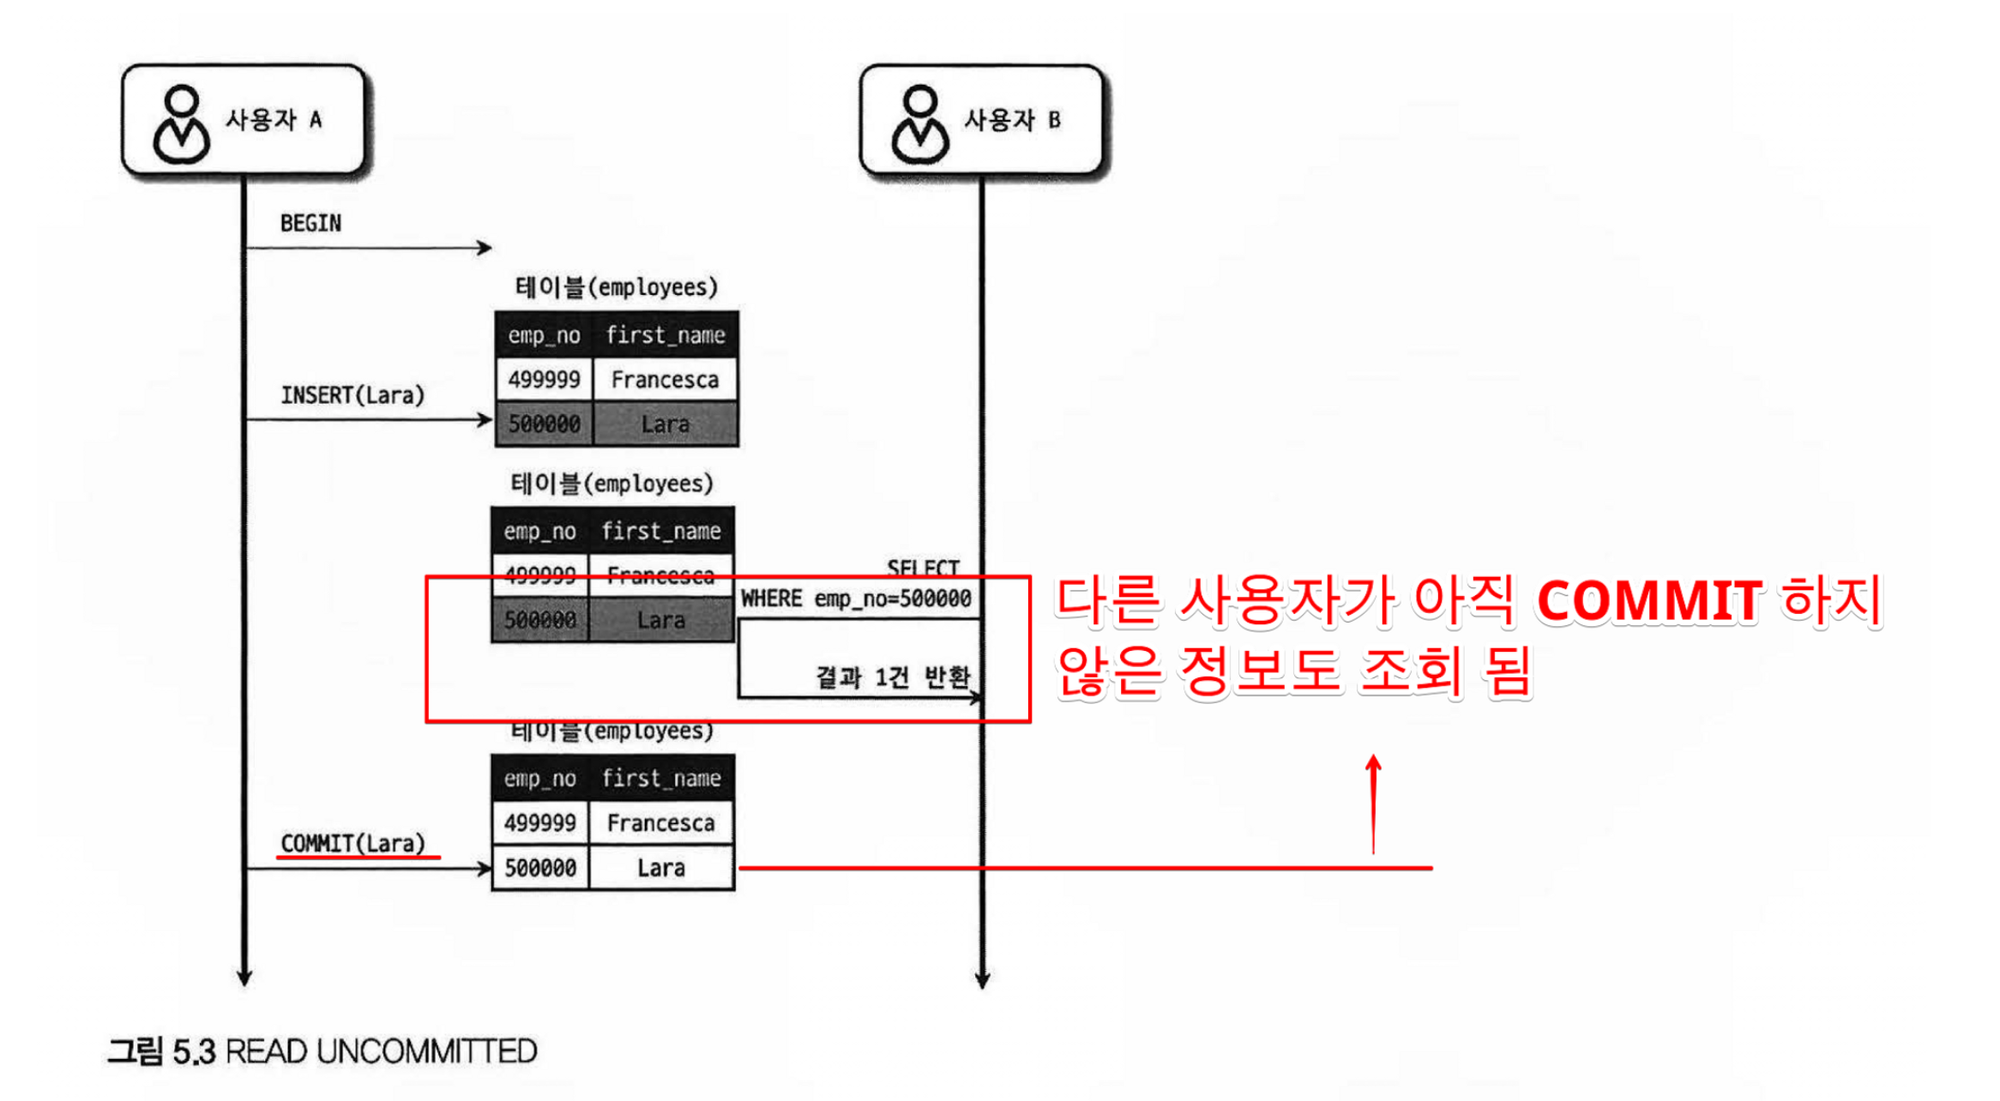 사용자 A
사용자 B
BEGIN
테이블(employees)
emp_no first_name
499999 Francesca
INSERT(Lara)
500000 Lara
테이블(employees)
emp_no first_name
499999 Francesca
500000 Lara
SELECT
WHERE emp_no=500000
결과 1건 반환
다른 사용자가 아직 COMMIT 하지
않은 정보도 조회 됨
테이블(employees)
emp_no first_name
499999 Francesca
COMMIT(Lara)
500000 Lara
그림 5.3 READ UNCOMMITTED